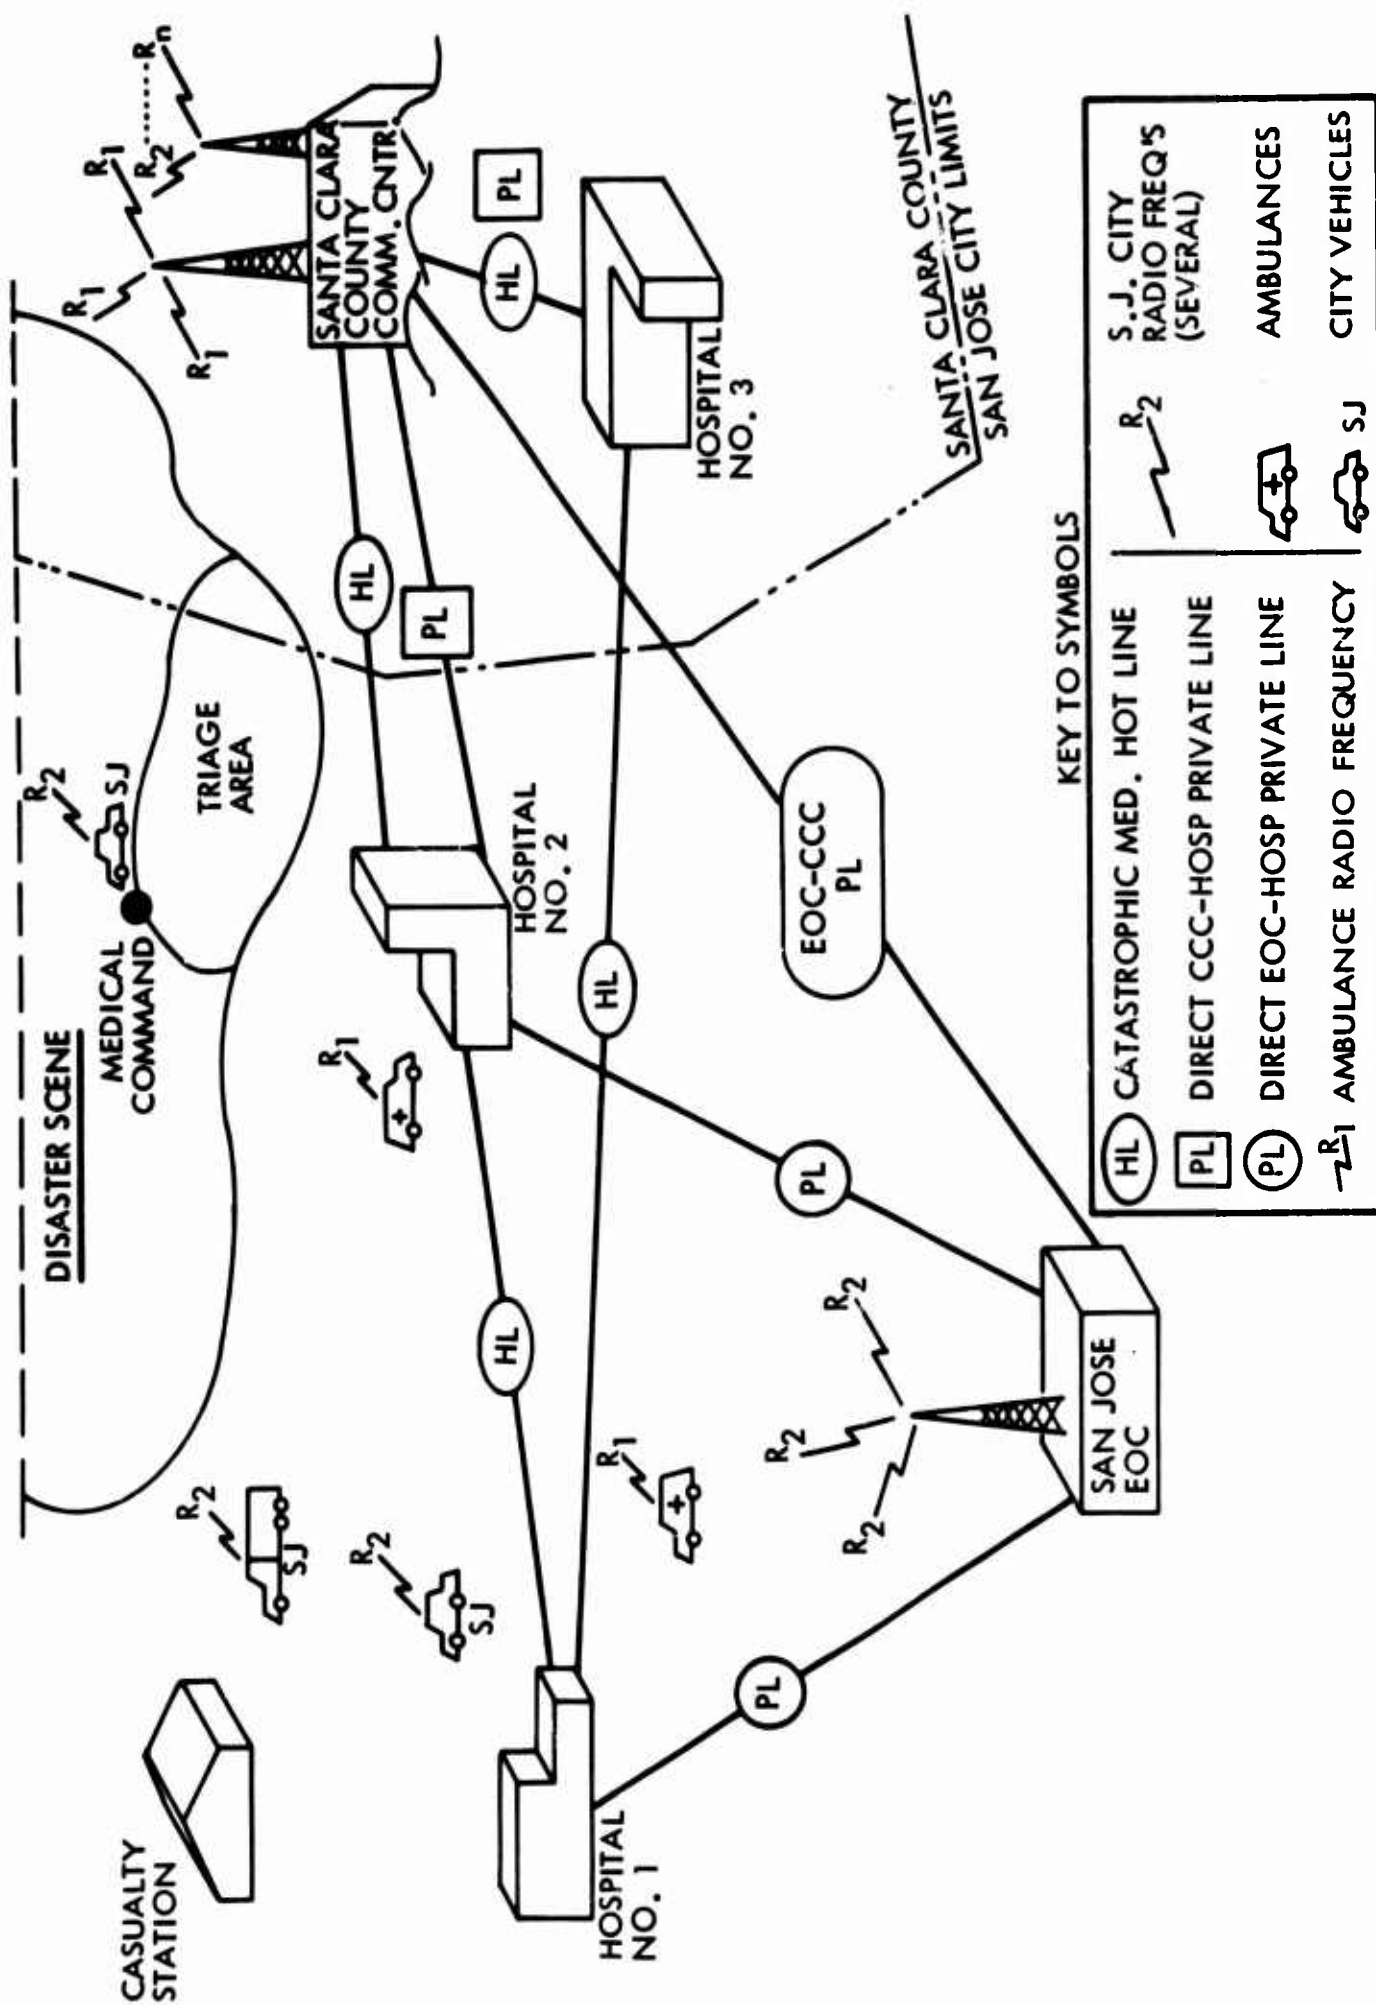 DISASTER SCENE
MEDICAL
COMMAND
R2
SJ
TRIAGE
AREA
CASUALTY
STATION
R2
SJ
R2
SJ
R1
R1
R1
R1
R1
R2
Rn
SANTA CLARA
COUNTY
COMM. CNTR
HL
PL
HL
PL
HL
HL
HOSPITAL
NO. 1
HOSPITAL
NO. 2
HOSPITAL
NO. 3
PL
PL
R2
R2
R2
SAN JOSE
EOC
EOC-CCC
PL
SANTA CLARA COUNTY
SAN JOSE CITY LIMITS
KEY TO SYMBOLS
HL CATASTROPHIC MED. HOT LINE
PL DIRECT CCC-HOSP PRIVATE LINE
PL DIRECT EOC-HOSP PRIVATE LINE
R1 AMBULANCE RADIO FREQUENCY
R2 S.J. CITY
RADIO FREQ'S
(SEVERAL)
AMBULANCES
SJ CITY VEHICLES